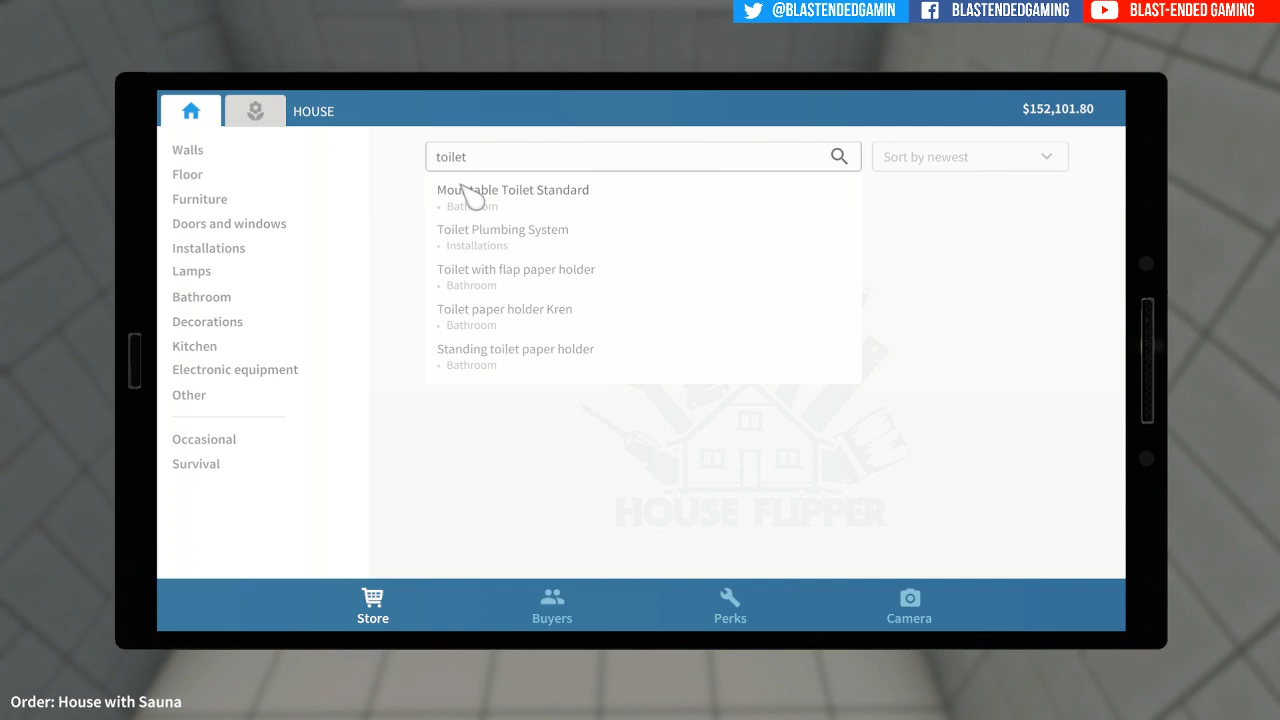 @BLASTENDEDGAMIN
BLASTENDEDGAMING
BLAST-ENDED GAMING
HOUSE
$152,101.80
Walls
Floor
Furniture
Doors and windows
Installations
Lamps
Bathroom
Decorations
Kitchen
Electronic equipment
Other
Occasional
Survival
toilet
Sort by newest
Mountable Toilet Standard
• Bathroom
Toilet Plumbing System
• Installations
Toilet with flap paper holder
• Bathroom
Toilet paper holder Kren
• Bathroom
Standing toilet paper holder
• Bathroom
HOUSE FLIPPER
Store
Buyers
Perks
Camera
Order: House with Sauna